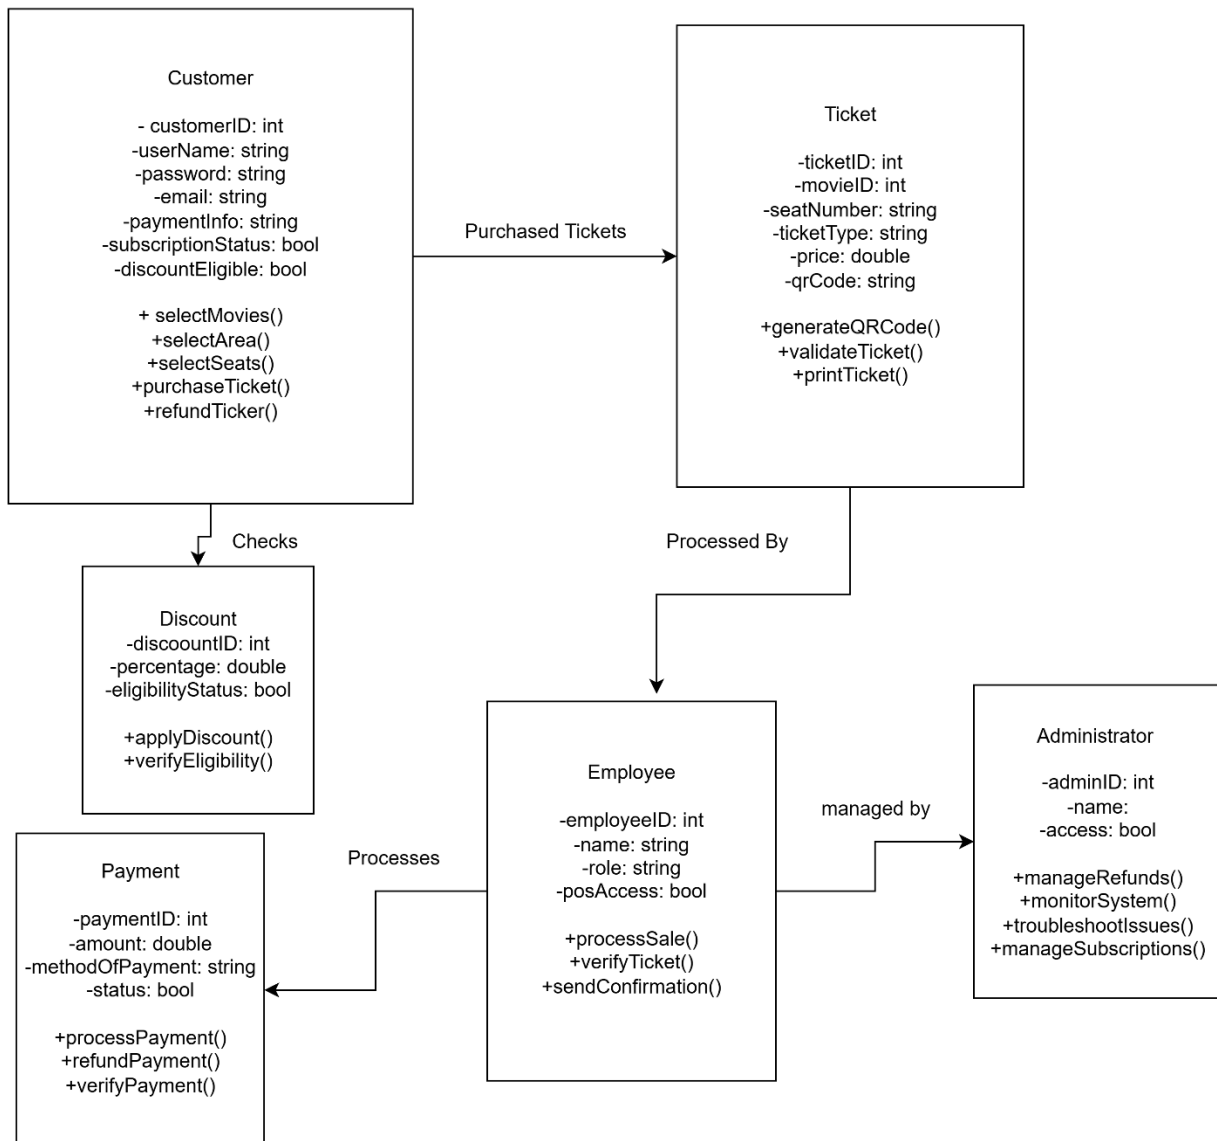 Customer
- customerID: int
-userName: string
-password: string
-email: string
-paymentInfo: string
-subscriptionStatus: bool
-discountEligible: bool
+ selectMovies()
+selectArea()
+selectSeats()
+purchaseTicket()
+refundTicker()
Purchased Tickets
Ticket
-ticketID: int
-movieID: int
-seatNumber: string
-ticketType: string
-price: double
-qrCode: string
+generateQRCode()
+validateTicket()
+printTicket()
Checks
Processed By
Discount
-discoountID: int
-percentage: double
-eligibilityStatus: bool
+applyDiscount()
+verifyEligibility()
Payment
-paymentID: int
-amount: double
-methodOfPayment: string
-status: bool
+processPayment()
+refundPayment()
+verifyPayment()
Processes
Employee
-employeeID: int
-name: string
-role: string
-posAccess: bool
+processSale()
+verifyTicket()
+sendConfirmation()
managed by
Administrator
-adminID: int
-name:
-access: bool
+manageRefunds()
+monitorSystem()
+troubleshootIssues()
+manageSubscriptions()